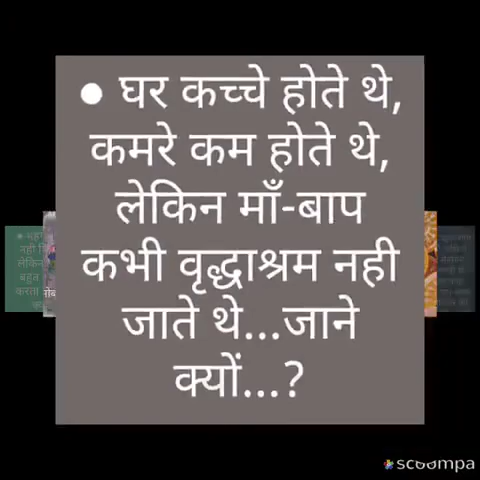 ● घर कच्चे होते थे,
कमरे कम होते थे,
लेकिन माँ-बाप
कभी वृद्धाश्रम नही
जाते थे...जाने
क्यों...?
scoompa